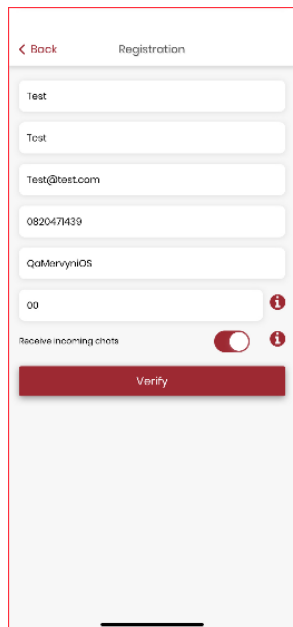 Back
Registration
Test
Test
Test@test.com
0820471439
QaMervyniOS
00
Receive incoming chats
Verify